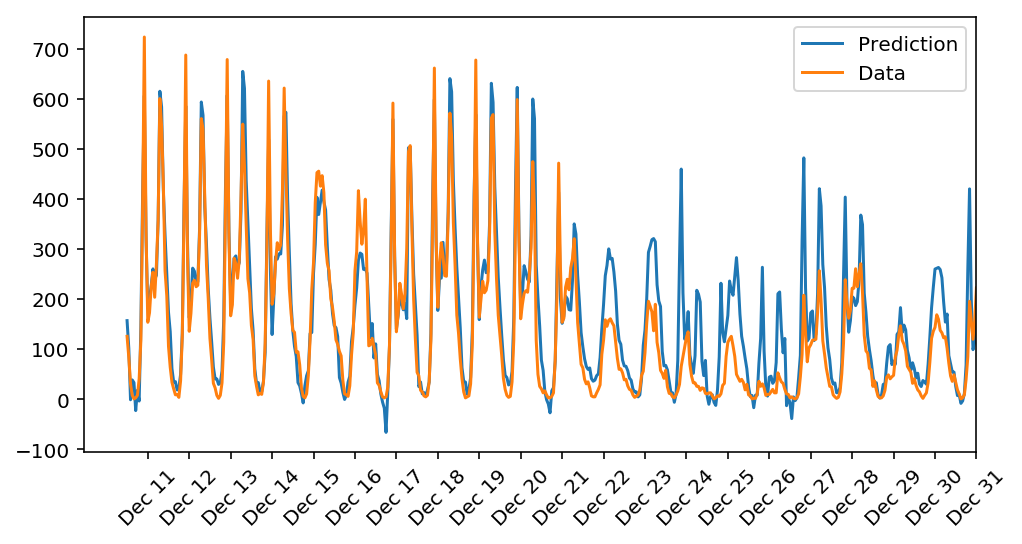 Prediction
Data
700
600
500
400
300
200
100
0
−100
Dec 11
Dec 12
Dec 13
Dec 14
Dec 15
Dec 16
Dec 17
Dec 18
Dec 19
Dec 20
Dec 21
Dec 22
Dec 23
Dec 24
Dec 25
Dec 26
Dec 27
Dec 28
Dec 29
Dec 30
Dec 31